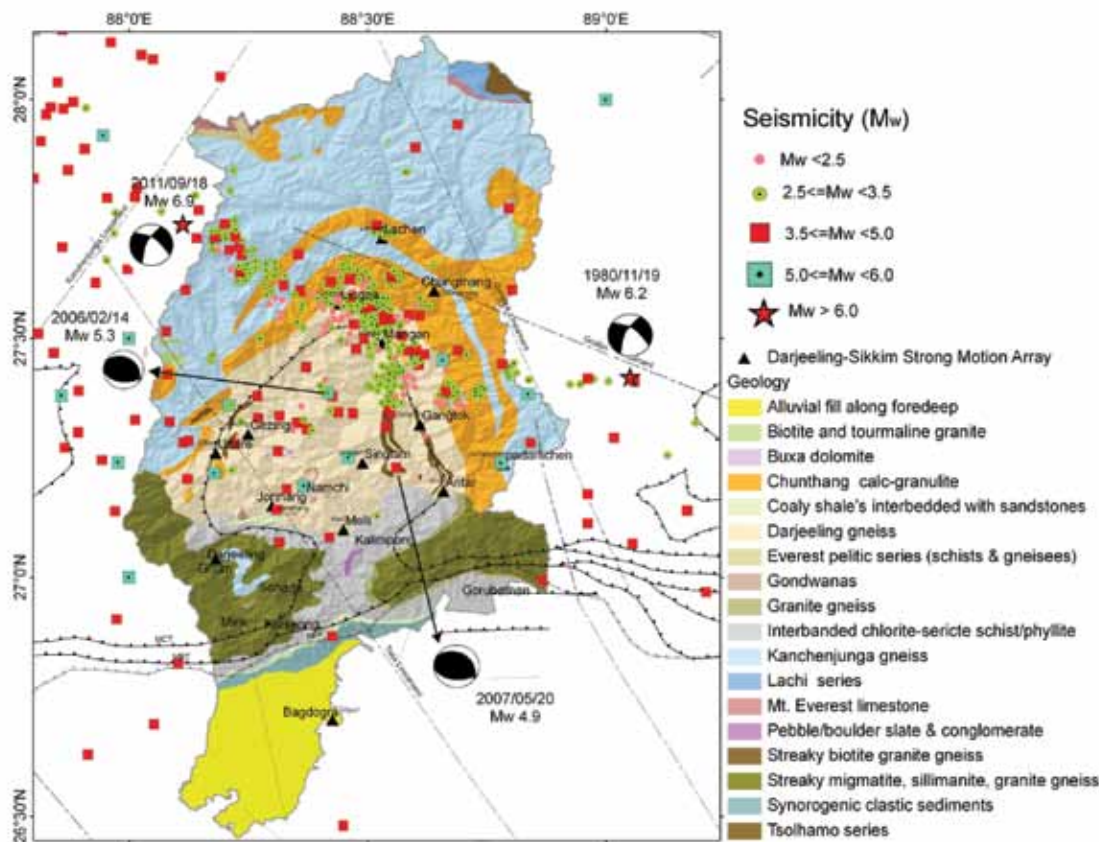 88°0'E 88°30'E 89°0'E
28°0'N
27°30'N
27°0'N
26°30'N
2011/09/18
Mw 6.9
Lachen
Chungthang
1980/11/19
Mw 6.2
2006/02/14
Mw 5.3
Mangan
Gangtok
Singtam
Namchi
Jorthang
Melli
Kalimpong
Darjeeling
Gorubathan
Bagdogra
2007/05/20
Mw 4.9
Seismicity (Mw)
Mw <2.5
2.5<=Mw <3.5
3.5<=Mw <5.0
5.0<=Mw <6.0
Mw > 6.0
Darjeeling-Sikkim Strong Motion Array
Geology
Alluvial fill along foredeep
Biotite and tourmaline granite
Buxa dolomite
Chunthang calc-granulite
Coaly shale's interbedded with sandstones
Darjeeling gneiss
Everest pelitic series (schists & gneisees)
Gondwanas
Granite gneiss
Interbanded chlorite-sericte schist/phyllite
Kanchenjunga gneiss
Lachi series
Mt. Everest limestone
Pebble/boulder slate & conglomerate
Streaky biotite granite gneiss
Streaky migmatite, sillimanite, granite gneiss
Synorogenic clastic sediments
Tsolhamo series